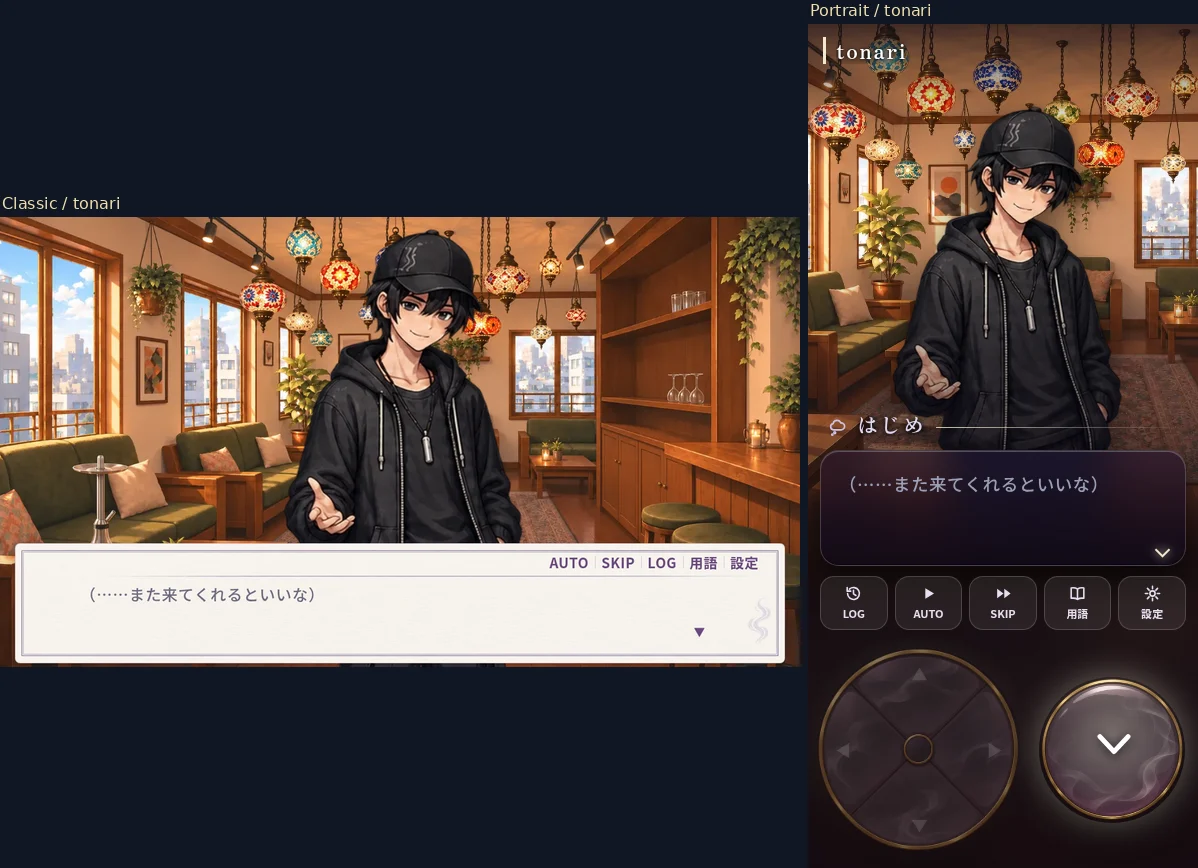 Classic / tonari
AUTO SKIP LOG 用語 設定
（……また来てくれるといいな）
Portrait / tonari
tonari
はじめ
（……また来てくれるといいな）
LOG AUTO SKIP 用語 設定